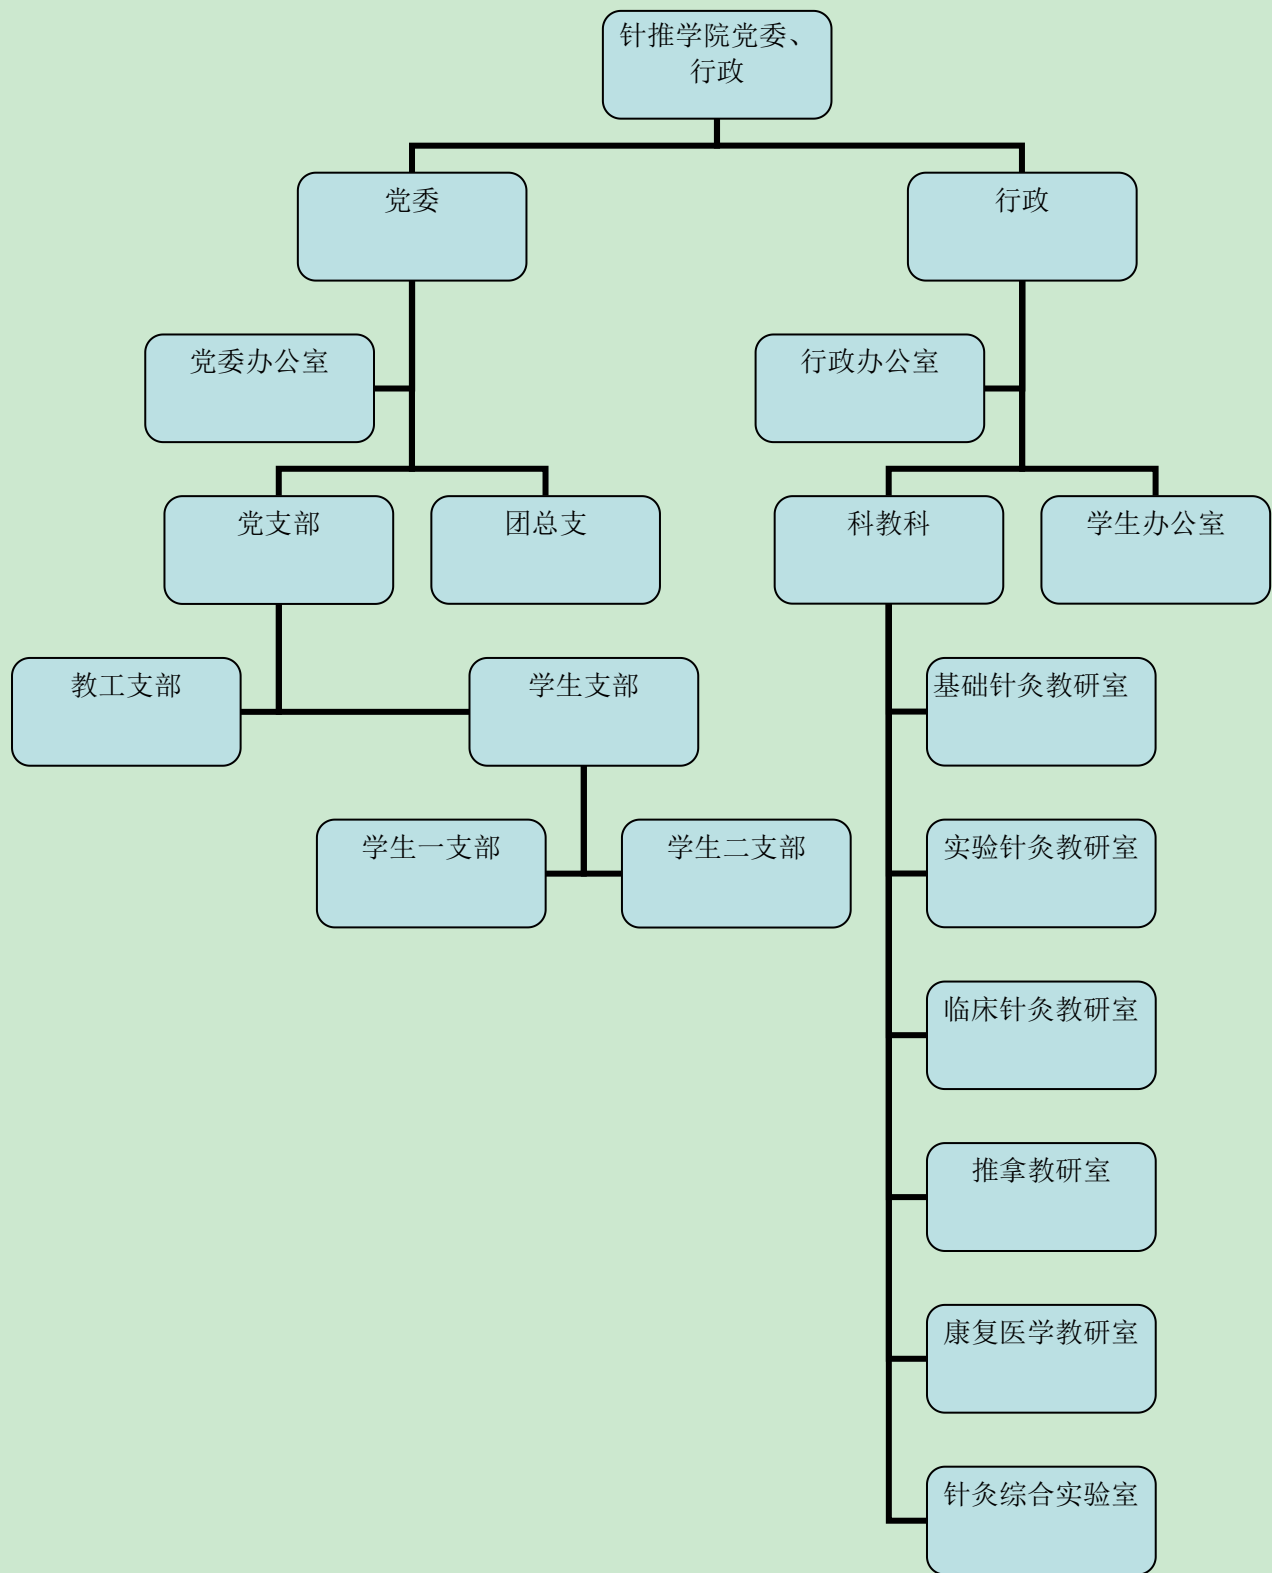 针推学院党委、
行政
党委
行政
党委办公室
行政办公室
党支部
团总支
科教科
学生办公室
教工支部
学生支部
基础针灸教研室
学生一支部
学生二支部
实验针灸教研室
临床针灸教研室
推拿教研室
康复医学教研室
针灸综合实验室